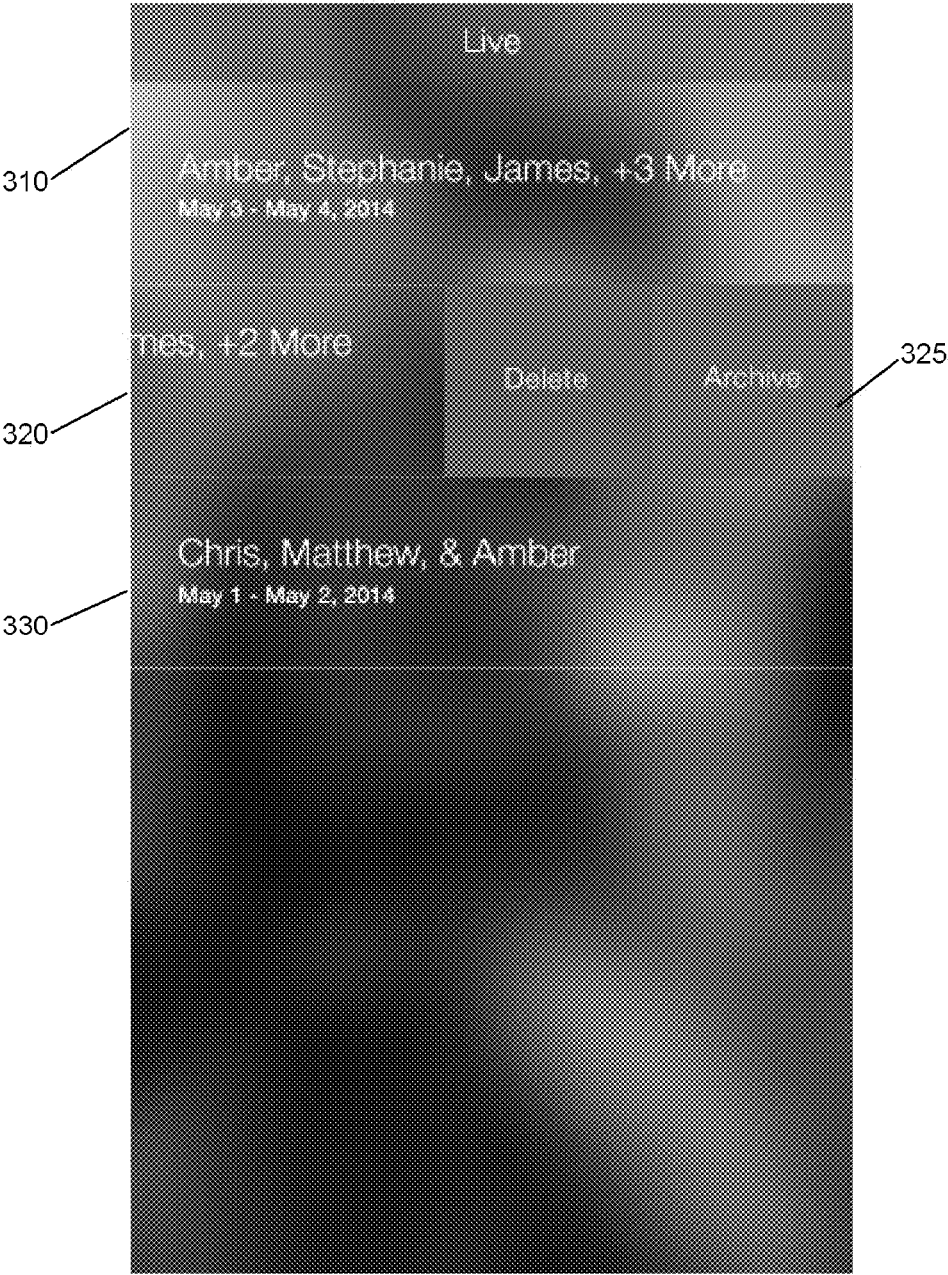 Live
310
Amber, Stephanie, James, +3 More
May 3 - May 4, 2014
mes, +2 More
325
Delete
Archive
320
Chris, Matthew, & Amber
May 1 - May 2, 2014
330